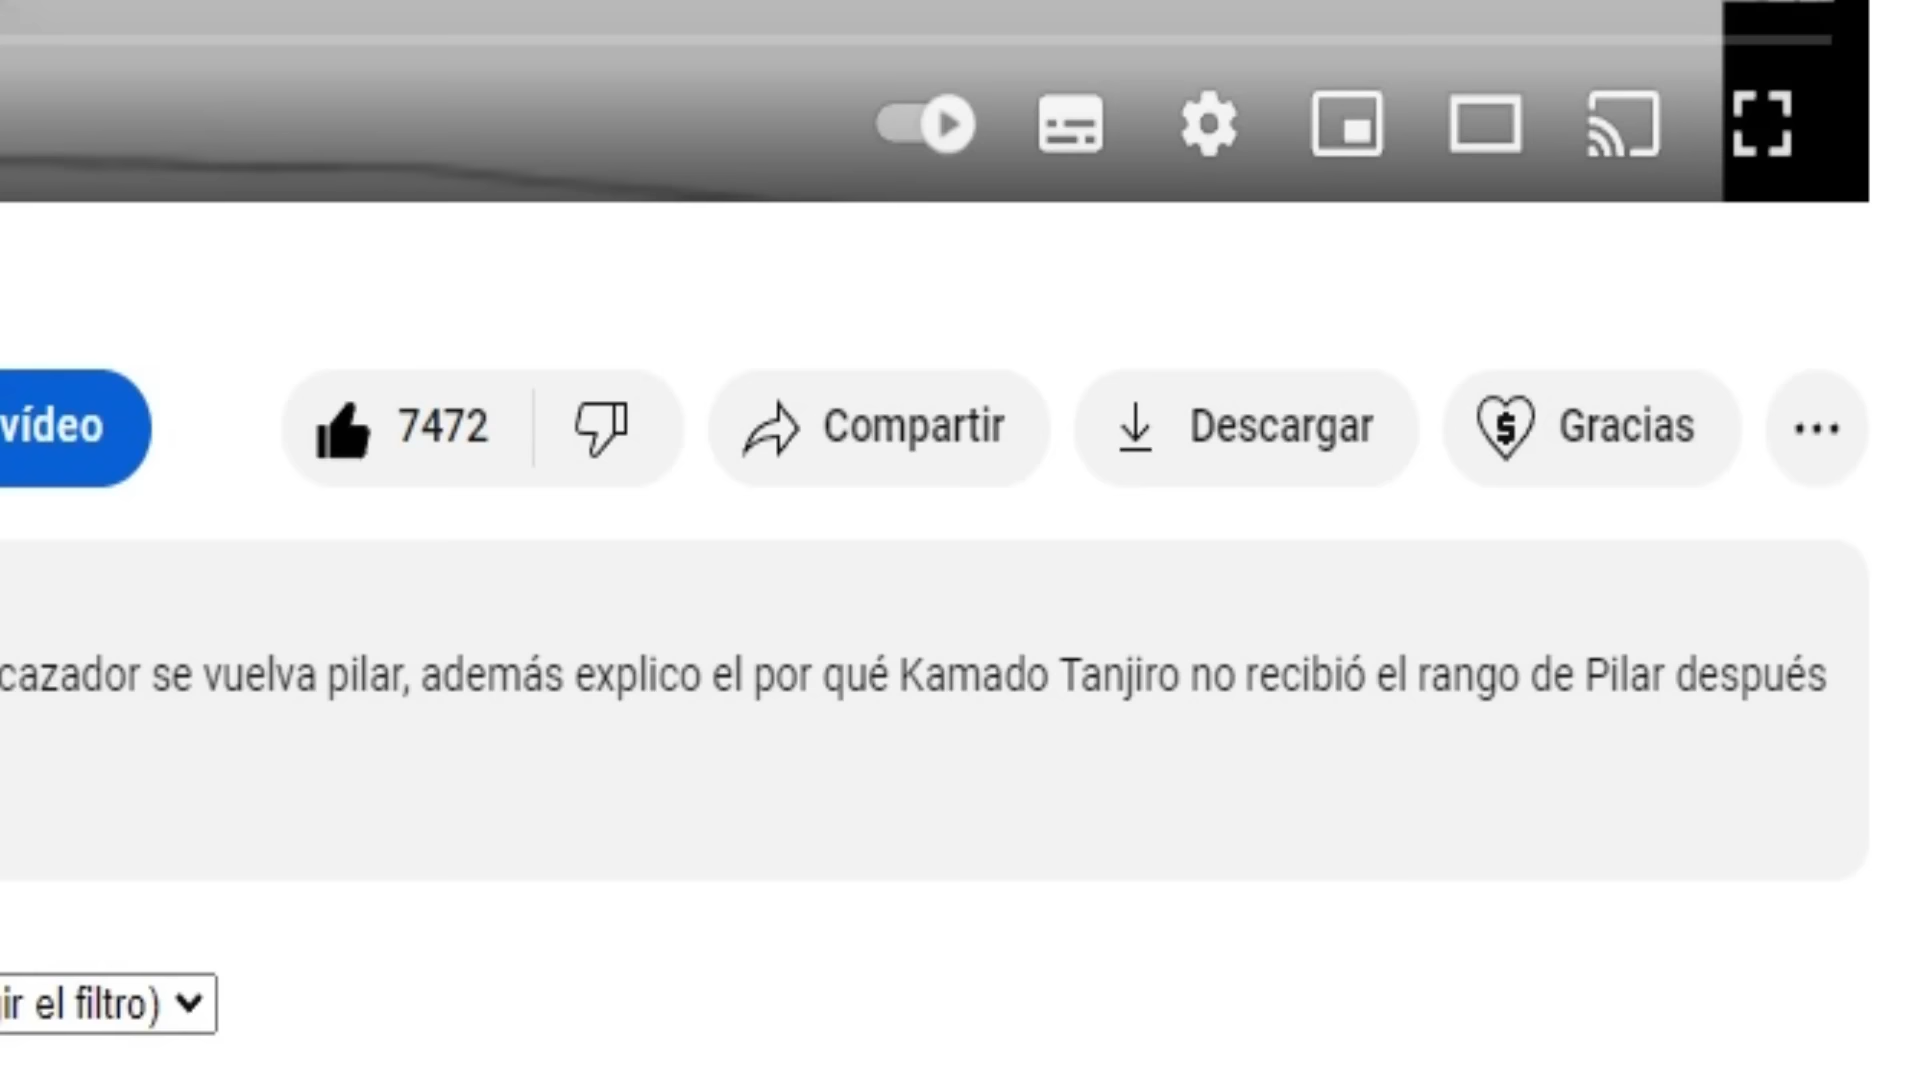 vídeo
7472
Compartir
Descargar
Gracias
cazador se vuelva pilar, además explico el por qué Kamado Tanjiro no recibió el rango de Pilar después
ir el filtro)